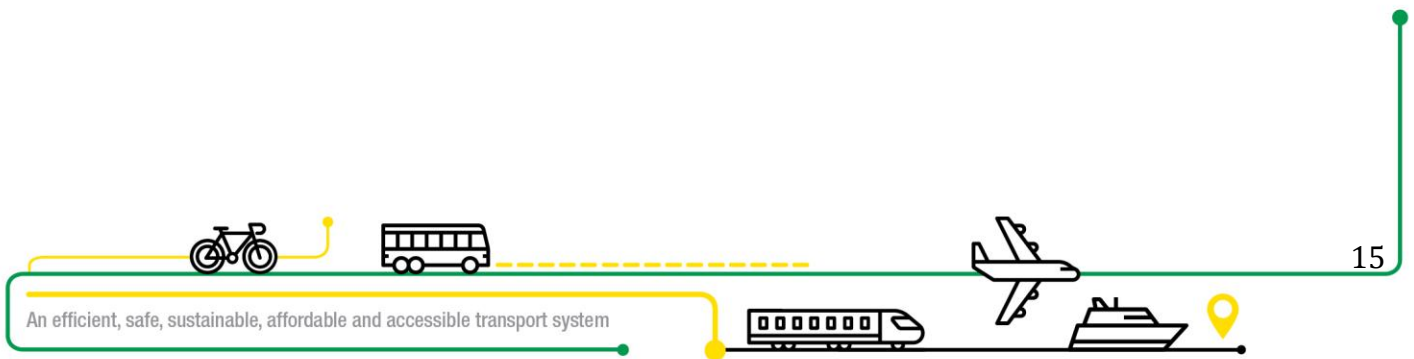 15
An efficient, safe, sustainable, affordable and accessible transport system